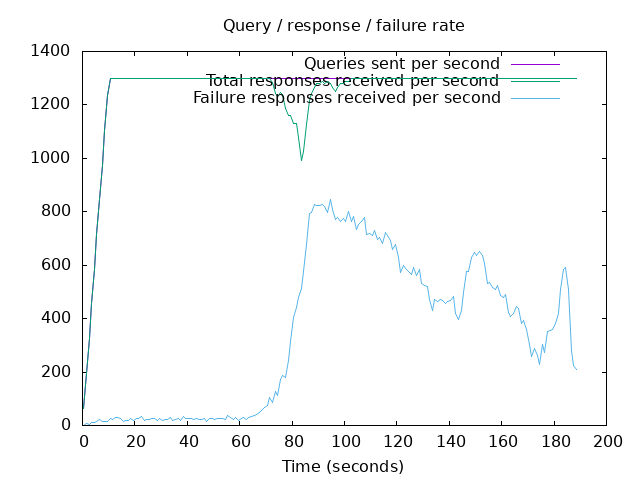 Query / response / failure rate
1400
1200
1000
800
600
400
200
0
Queries sent per second
Total responses received per second
Failure responses received per second
0 20 40 60 80 100 120 140 160 180 200
Time (seconds)